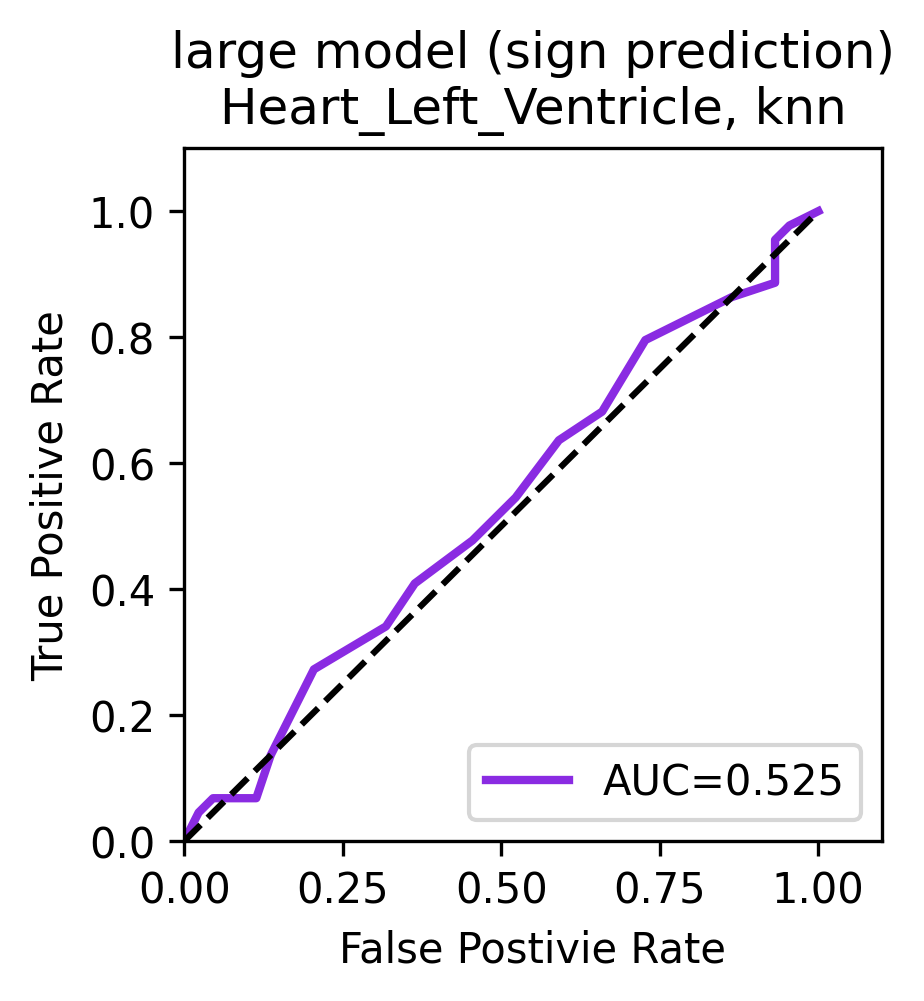 large model (sign prediction)
Heart_Left_Ventricle, knn
1.0
0.8
0.6
0.4
0.2
0.0
True Positive Rate
AUC=0.525
0.00 0.25 0.50 0.75 1.00
False Postivie Rate